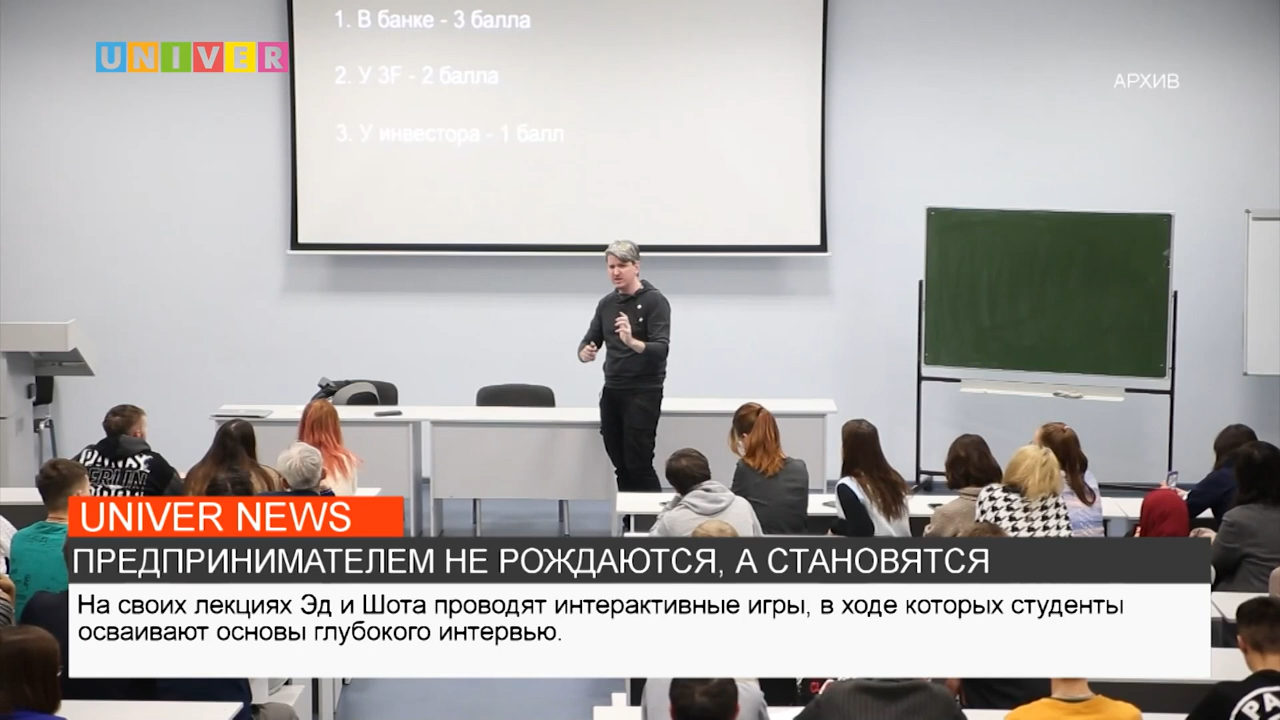 1. В банке - 3 балла
UNIVER
2. У 3F - 2 балла
АРХИВ
3. У инвестора - 1 балл
BERLIN
UNIVER NEWS
ПРЕДПРИНИМАТЕЛЕМ НЕ РОЖДАЮТСЯ, А СТАНОВЯТСЯ
На своих лекциях Эд и Шота проводят интерактивные игры, в ходе которых студенты
осваивают основы глубокого интервью.